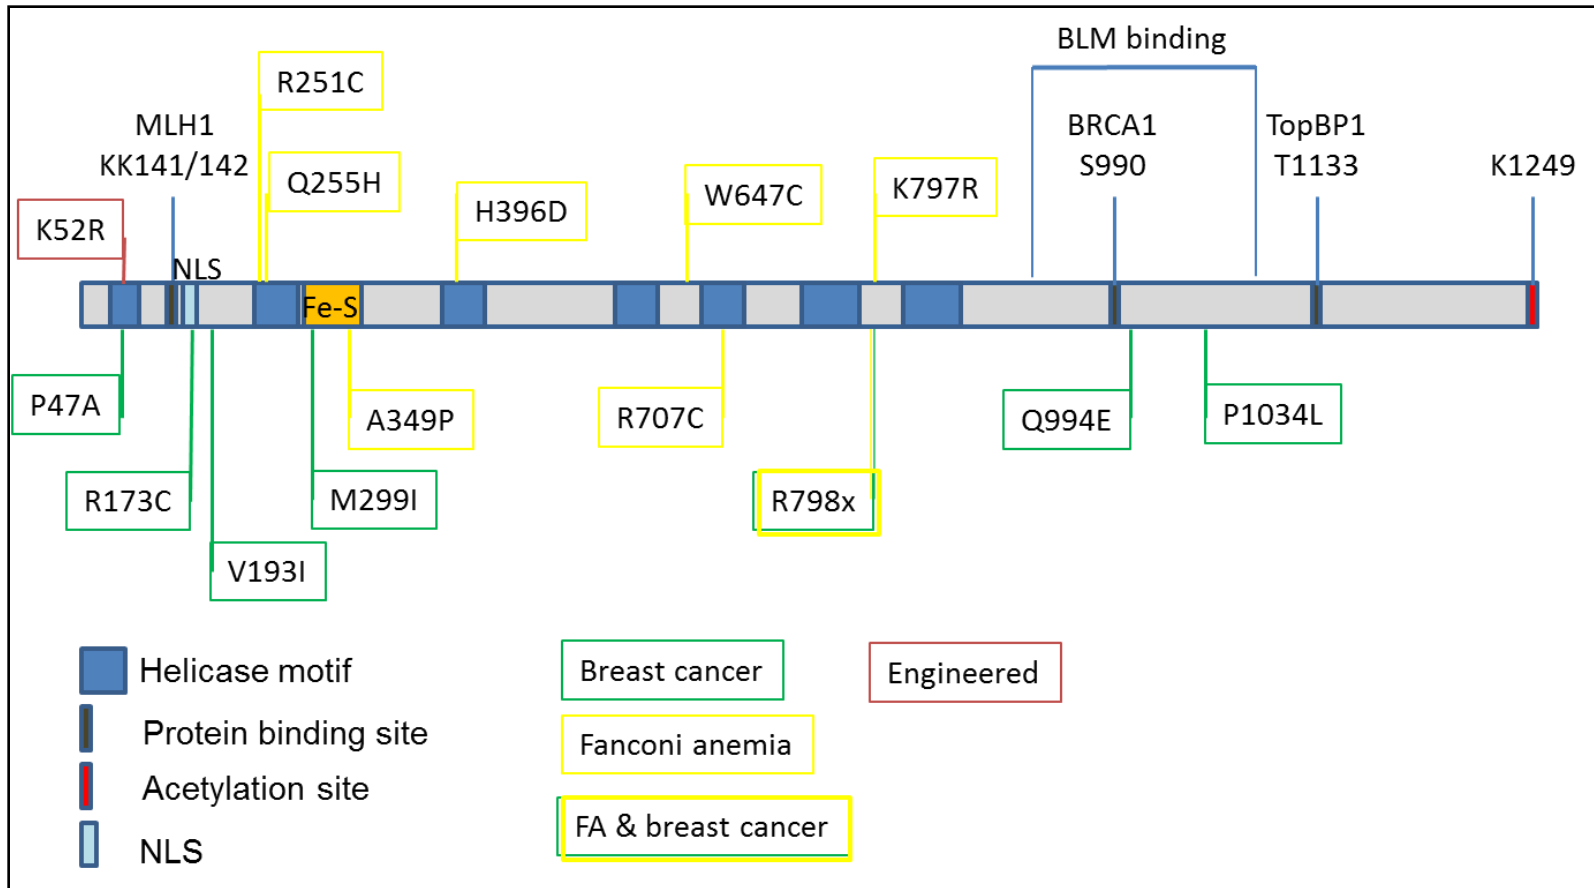 BLM binding
R251C
MLH1
KK141/142
BRCA1
S990
TopBP1
T1133
K1249
Q255H
W647C
K797R
H396D
K52R
NLS
Fe-S
P47A
A349P
R707C
Q994E
P1034L
R173C
M299I
R798x
V193I
Helicase motif
Protein binding site
Acetylation site
NLS
Breast cancer
Fanconi anemia
FA & breast cancer
Engineered